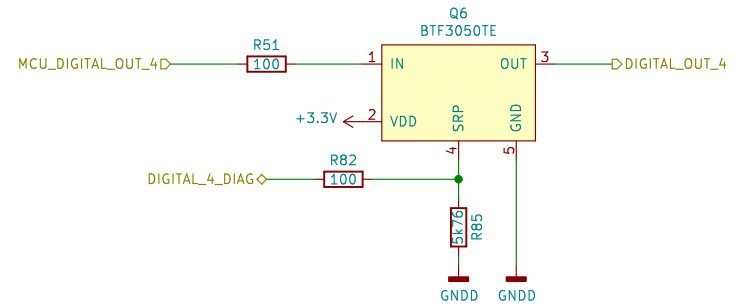 Q6
BTF3050TE
R51
MCU_DIGITAL_OUT_4
100
1
IN
OUT
3
DIGITAL_OUT_4
+3.3V
2
VDD
SRP
GND
4
5
R82
DIGITAL_4_DIAG
100
5k76
R85
GNDD
GNDD